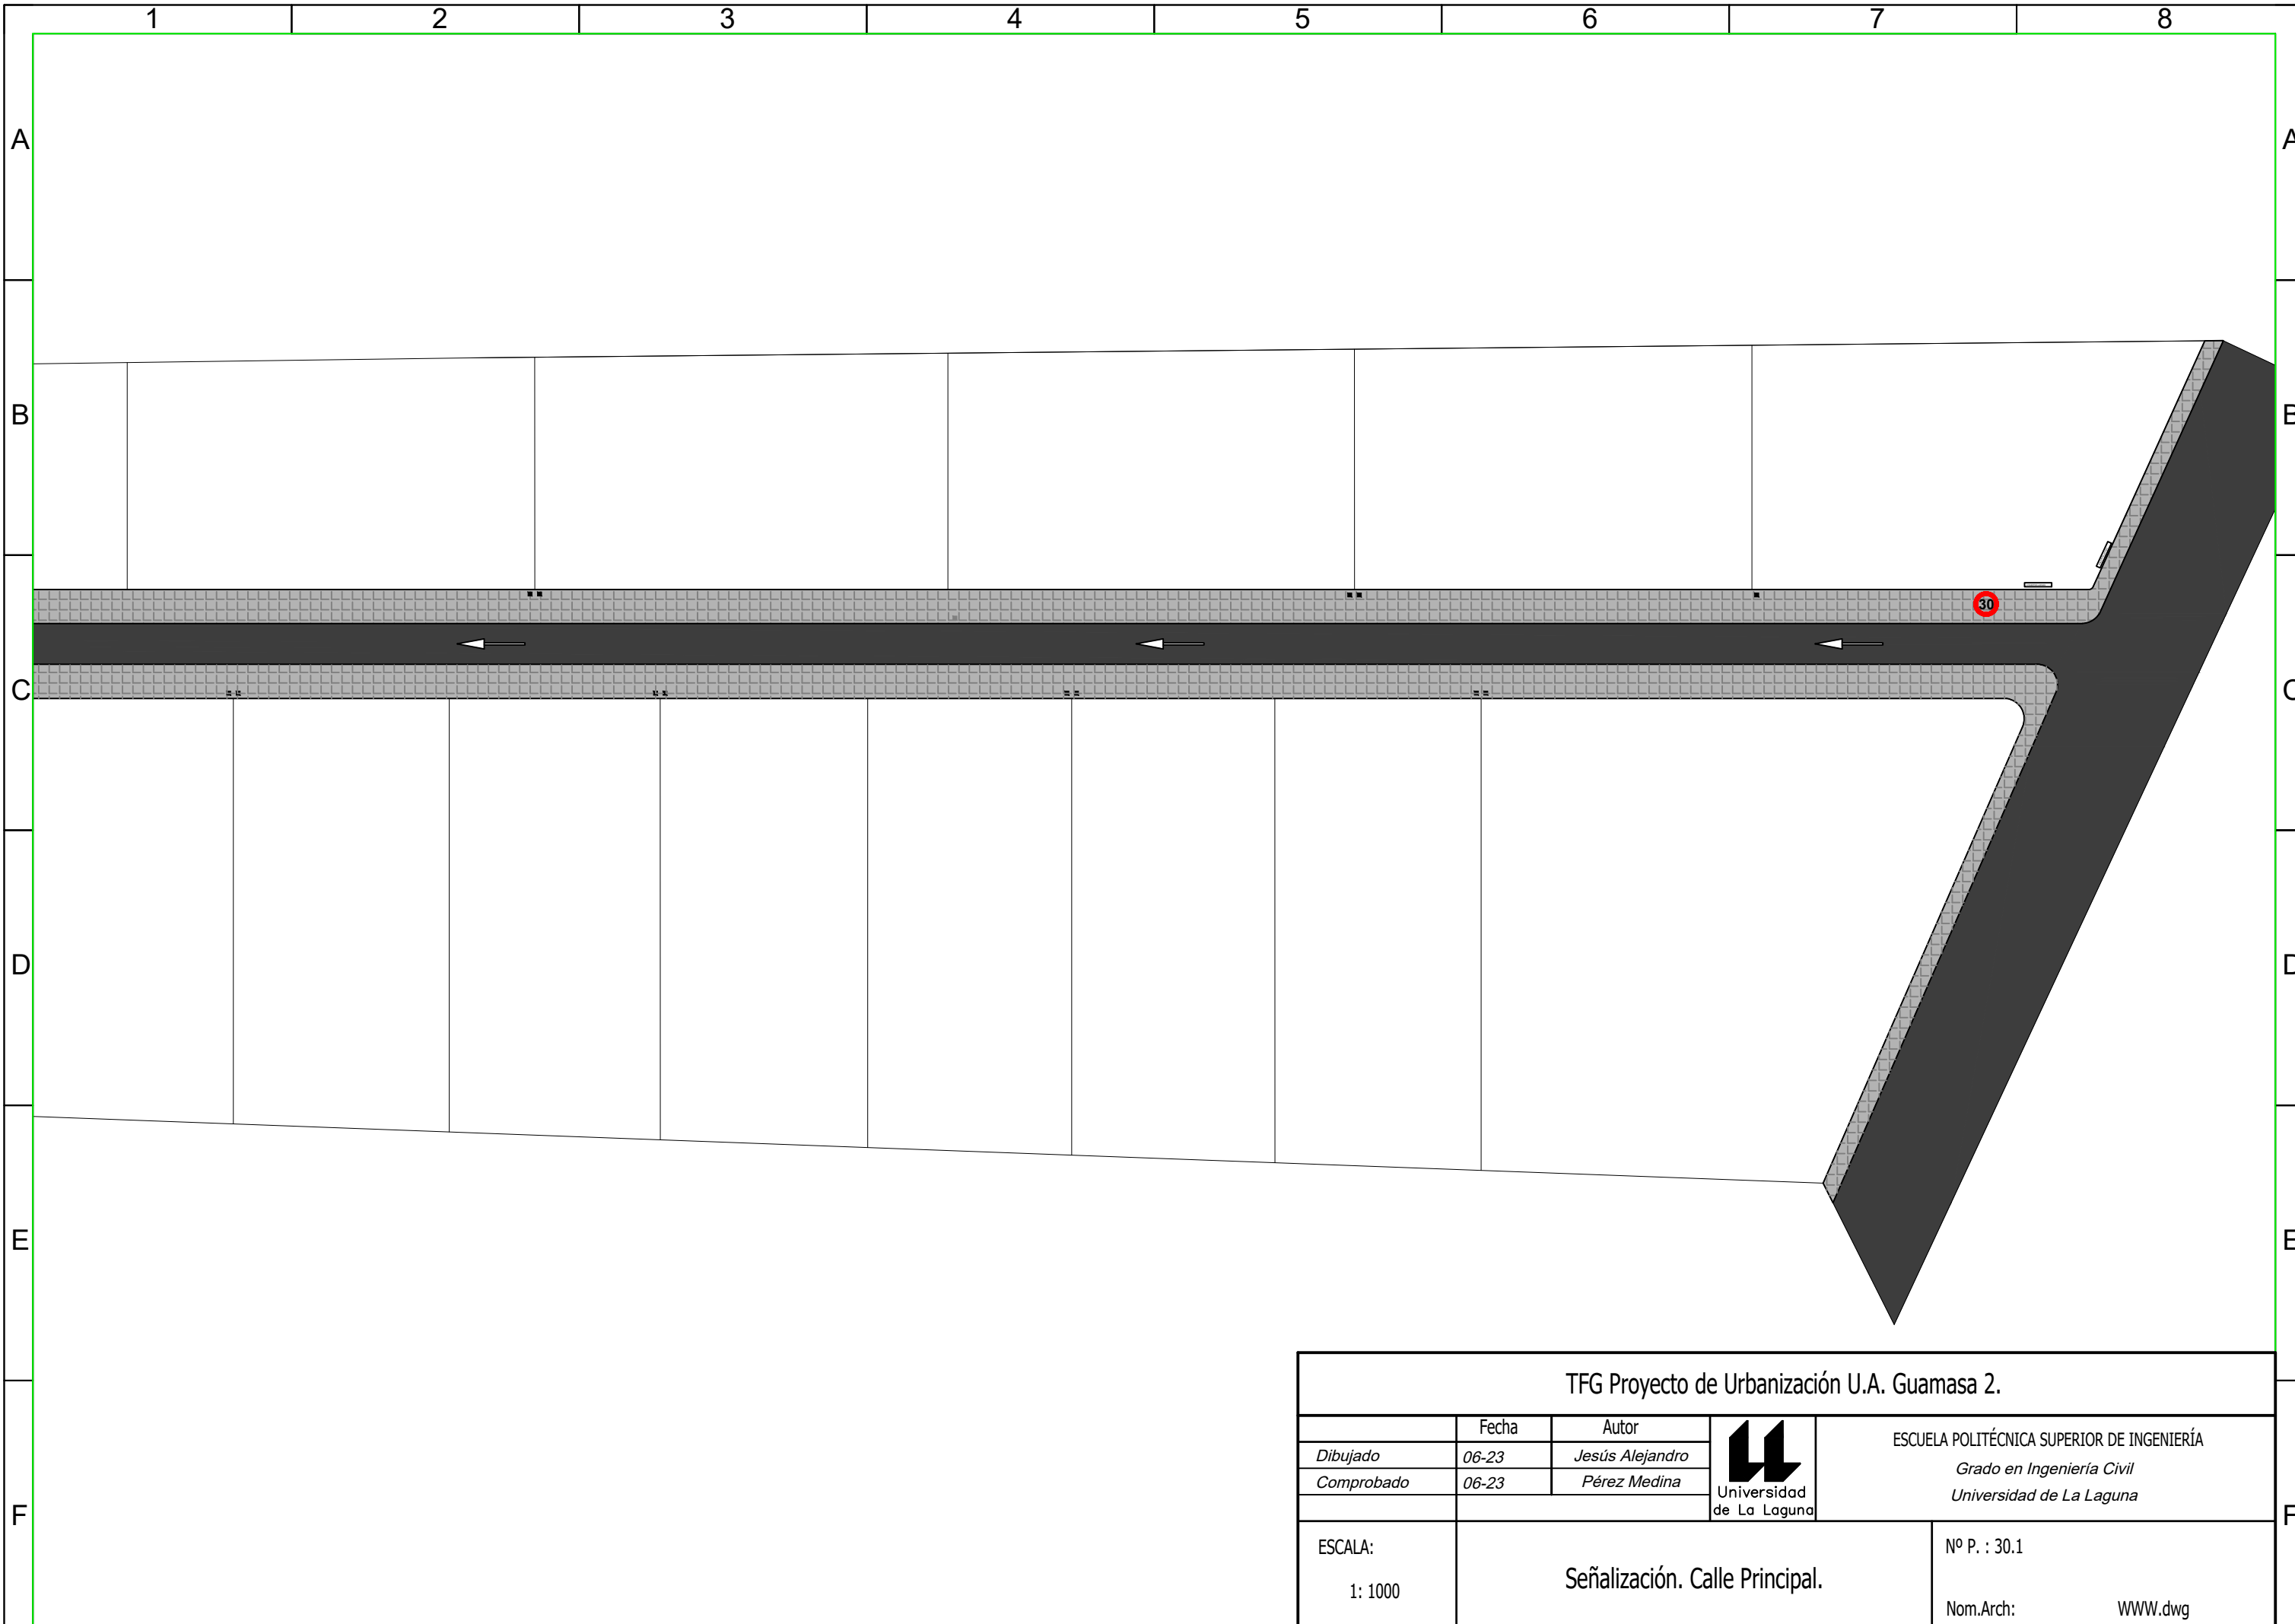 1 2 3 4 5 6 7 8
A A
B B
30
C C
D D
E E
TFG Proyecto de Urbanización U.A. Guamasa 2.
Fecha Autor
Dibujado 06-23 Jesús Alejandro
Comprobado 06-23 Pérez Medina
Universidad
de La Laguna
ESCUELA POLITÉCNICA SUPERIOR DE INGENIERÍA
Grado en Ingeniería Civil
Universidad de La Laguna
F F
ESCALA:
1: 1000
Señalización. Calle Principal.
Nº P. : 30.1
Nom.Arch: WWW.dwg